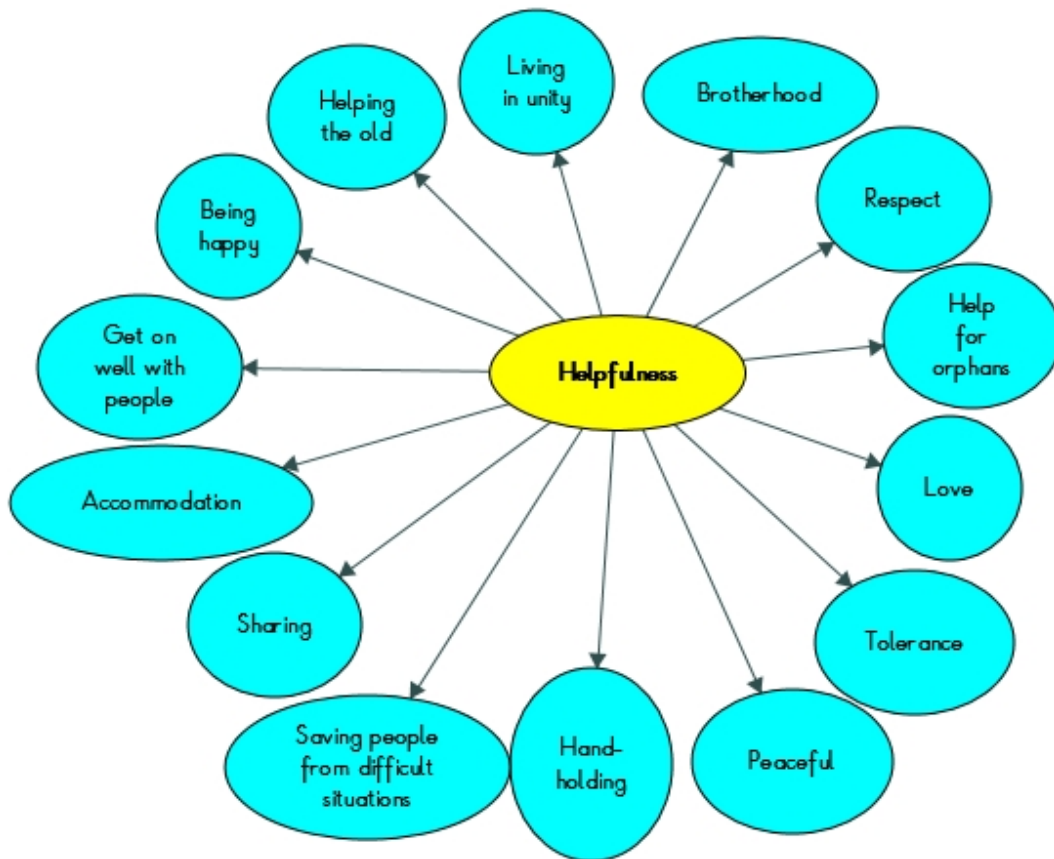 Living
in unity
Brotherhood
Helping
the old
Respect
Being
happy
Help
for
orphans
Get on
well with
people
Helpfulness
Love
Accommodation
Sharing
Tolerance
Saving people
from difficult
situations
Hand-
holding
Peaceful